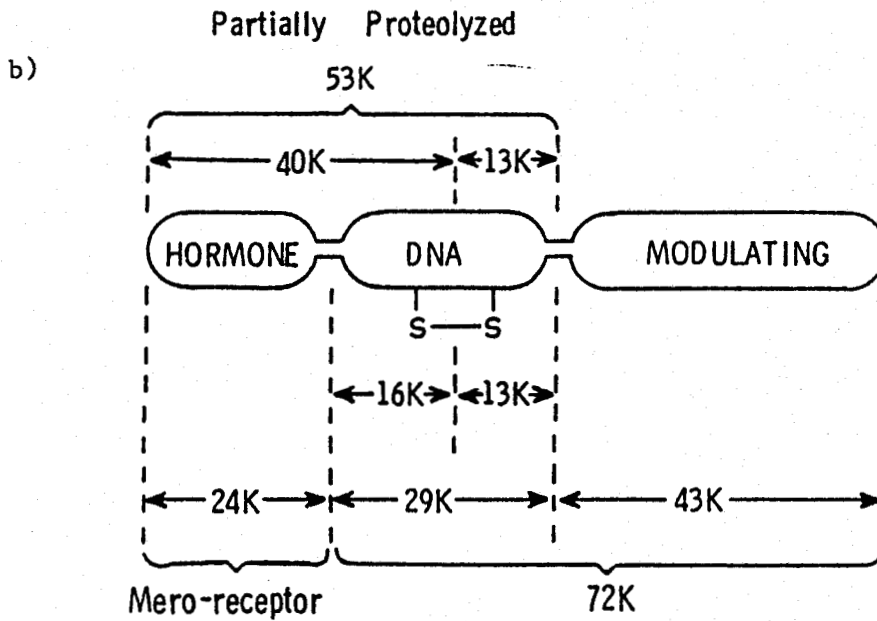 Partially Proteolyzed
b)
53K
40K 13K
HORMONE DNA MODULATING
S S
16K 13K
24K 29K 43K
Mero-receptor 72K